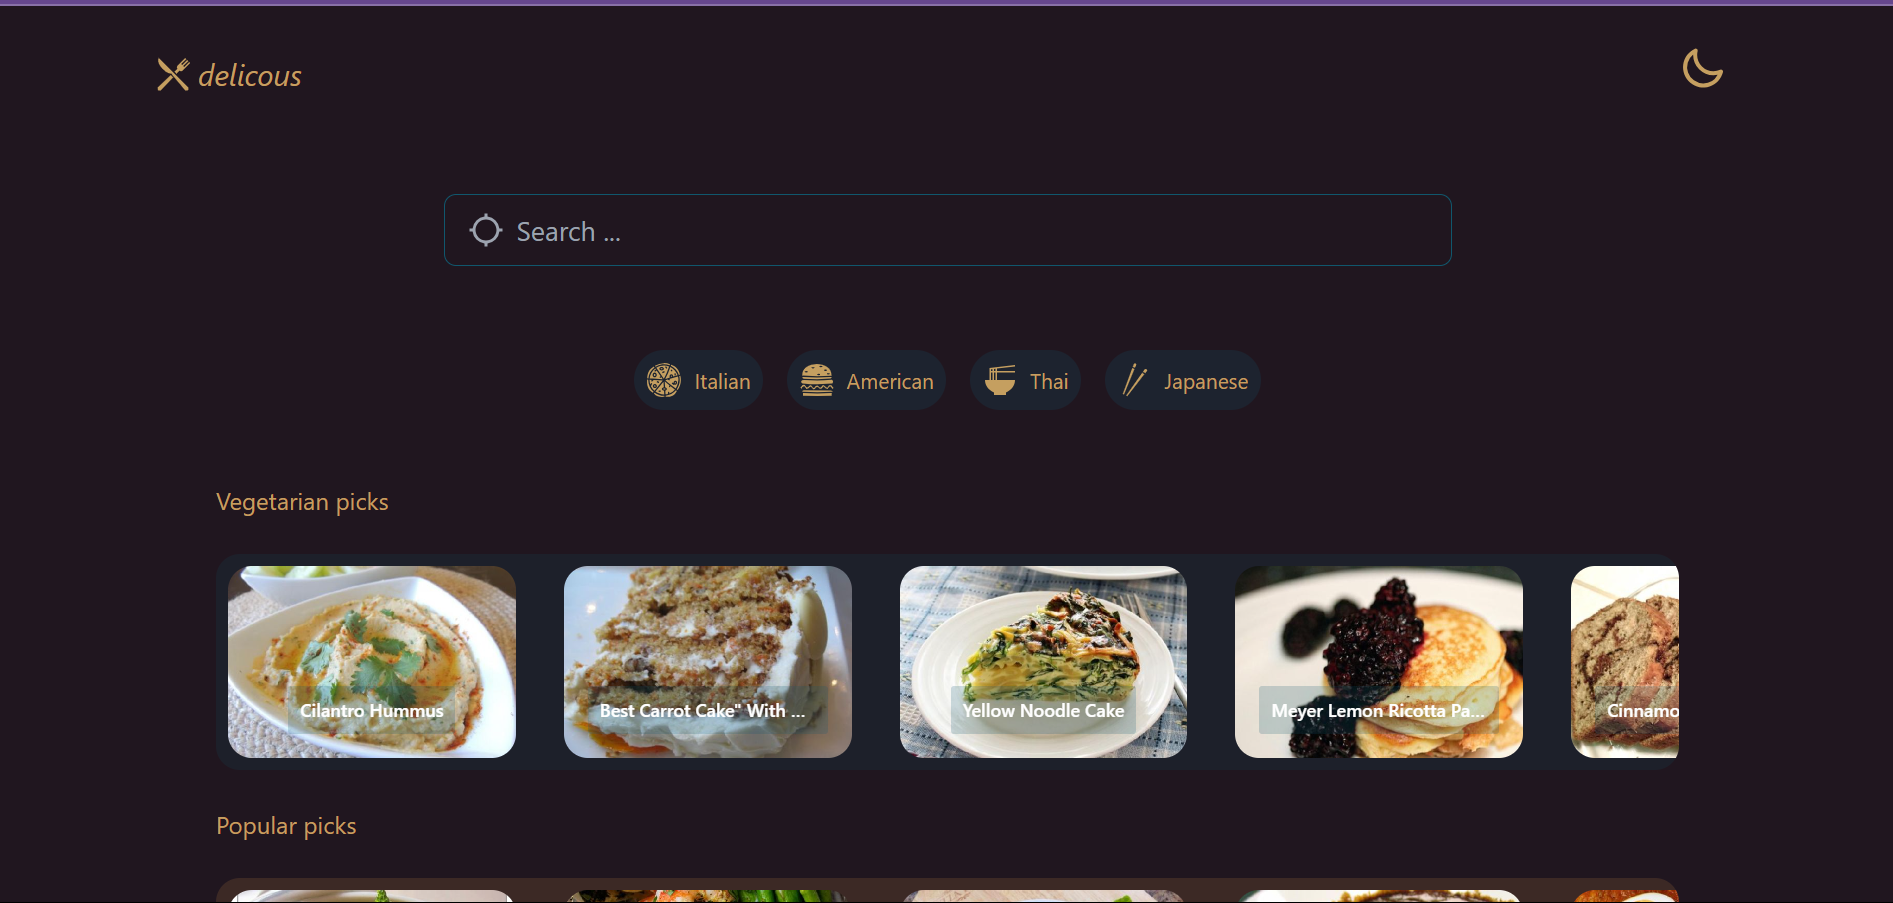 delicous
Search ...
Italian
American
Thai
Japanese
Vegetarian picks
Cilantro Hummus
Best Carrot Cake" With ...
Yellow Noodle Cake
Meyer Lemon Ricotta Pa...
Cinnamo
Popular picks